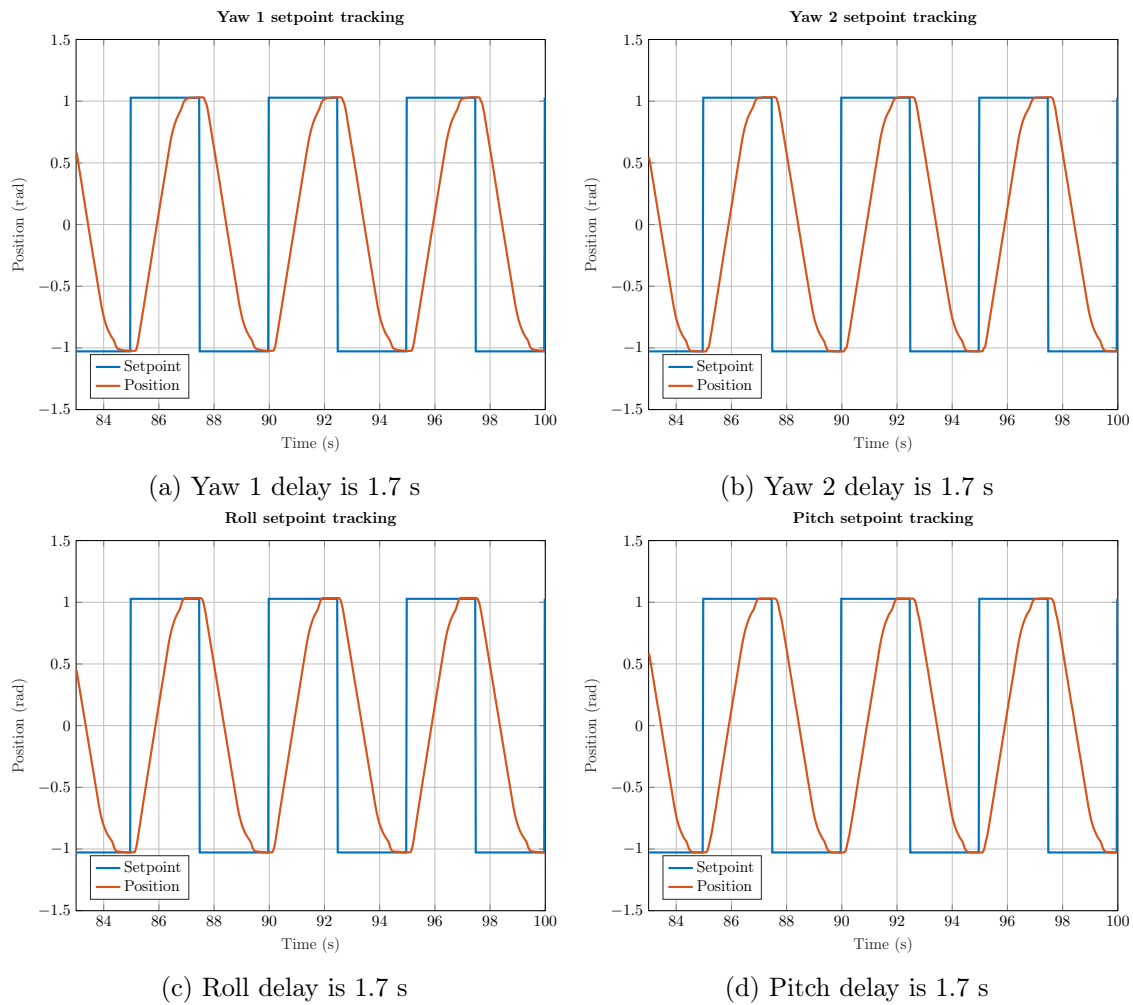 Yaw 1 setpoint tracking
1.5
1
0.5
0
−0.5
−1
−1.5
Position (rad)
Setpoint
Position
84 86 88 90 92 94 96 98 100
Time (s)
(a) Yaw 1 delay is 1.7 s
Yaw 2 setpoint tracking
1.5
1
0.5
0
−0.5
−1
−1.5
Position (rad)
Setpoint
Position
84 86 88 90 92 94 96 98 100
Time (s)
(b) Yaw 2 delay is 1.7 s
Roll setpoint tracking
1.5
1
0.5
0
−0.5
−1
−1.5
Position (rad)
Setpoint
Position
84 86 88 90 92 94 96 98 100
Time (s)
(c) Roll delay is 1.7 s
Pitch setpoint tracking
1.5
1
0.5
0
−0.5
−1
−1.5
Position (rad)
Setpoint
Position
84 86 88 90 92 94 96 98 100
Time (s)
(d) Pitch delay is 1.7 s